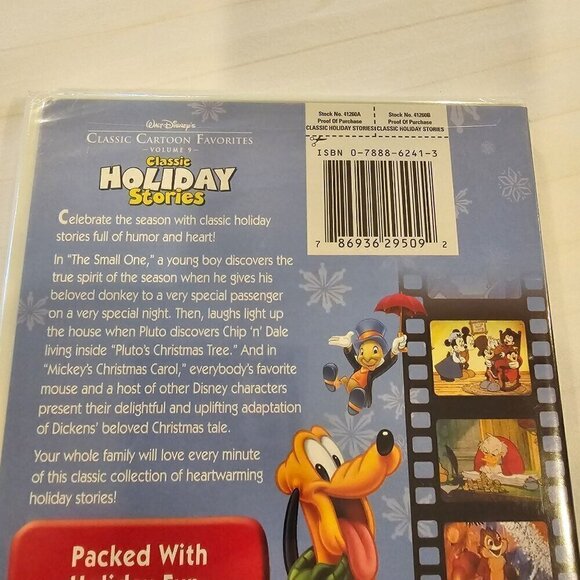 Walt Disney's
CLASSIC CARTOON FAVORITES
– VOLUME 9 –
Classic
HOLIDAY
Stories
Stock No. 41260A
Proof Of Purchase
CLASSIC HOLIDAY STORIES
Stock No. 41260B
Proof Of Purchase
CLASSIC HOLIDAY STORIES
ISBN 0-7888-6241-3
7 86936 29509 2
Celebrate the season with classic holiday
stories full of humor and heart!
In "The Small One," a young boy discovers the
true spirit of the season when he gives his
beloved donkey to a very special passenger
on a very special night. Then, laughs light up
the house when Pluto discovers Chip 'n' Dale
living inside "Pluto's Christmas Tree." And in
"Mickey's Christmas Carol," everybody's favorite
mouse and a host of other Disney characters
present their delightful and uplifting adaptation
of Dickens' beloved Christmas tale.
Your whole family will love every minute
of this classic collection of heartwarming
holiday stories!
Packed With
Holiday Fun